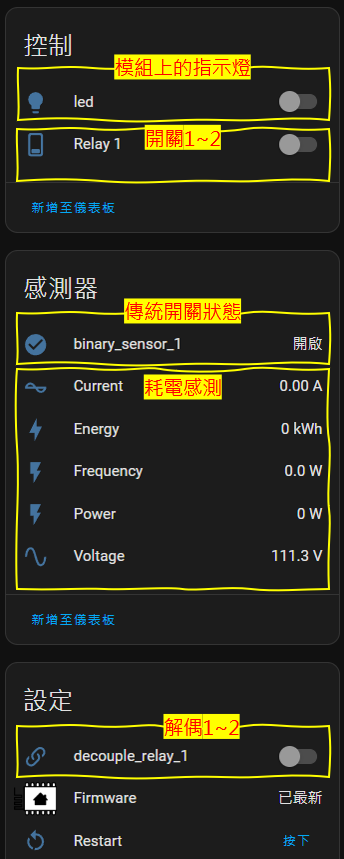 控制
模組上的指示燈
led
開關1~2
Relay 1
新增至儀表板
感測器
傳統開關狀態
binary_sensor_1 開啟
Current 耗電感測 0.00 A
Energy 0 kWh
Frequency 0.0 W
Power 0 W
Voltage 111.3 V
新增至儀表板
設定
解偶1~2
decouple_relay_1
Firmware 已最新
Restart 按下